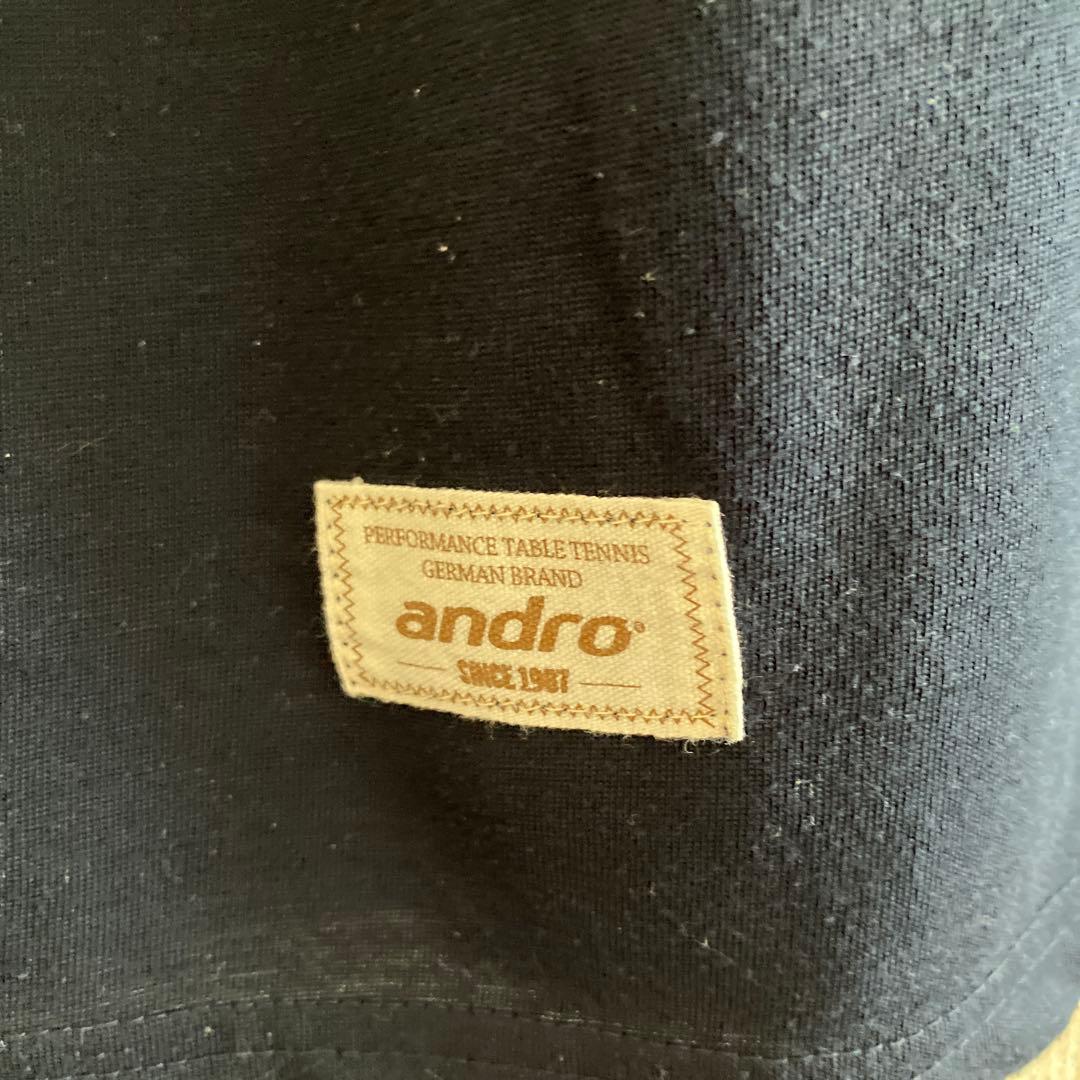 PERFORMANCE TABLE TENNIS
GERMAN BRAND
andro®
SINCE 1987